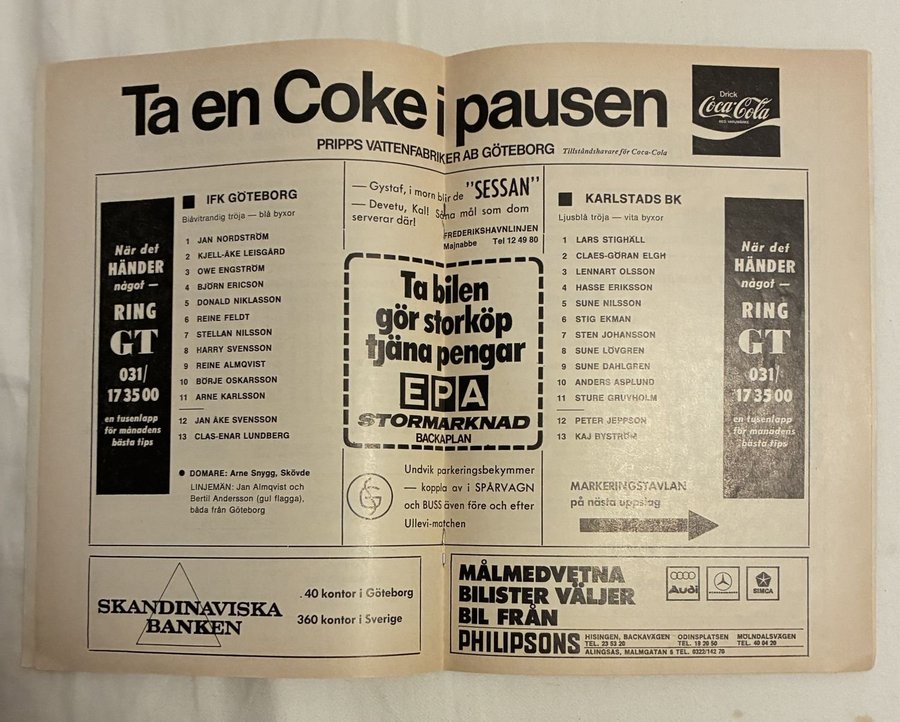 Ta en Coke i pausen
Drick
Coca-Cola
REG. VARUMÄRKE
PRIPPS VATTENFABRIKER AB GÖTEBORG Tillståndshavare för Coca-Cola
När det
HÄNDER
något —
RING
GT
031/
17 35 00
en tusenlapp
för månadens
bästa tips
IFK GÖTEBORG
Blåvitrandig tröja — blå byxor
1 JAN NORDSTRÖM
2 KJELL-ÅKE LEISGÅRD
3 OWE ENGSTRÖM
4 BJÖRN ERICSON
5 DONALD NIKLASSON
6 REINE FELDT
7 STELLAN NILSSON
8 HARRY SVENSSON
9 REINE ALMQVIST
10 BÖRJE OSKARSSON
11 ARNE KARLSSON
12 JAN ÅKE SVENSSON
13 CLAS-ENAR LUNDBERG
DOMARE: Arne Snygg, Skövde
LINJEMÄN: Jan Almqvist och
Bertil Andersson (gul flagga),
båda från Göteborg
— Gystaf, i morn blir de "SESSAN"
— Devetu, Kal! Såna mål som dom
serverar där!
FREDERIKSHAVNLINJEN
Majnabbe Tel 12 49 80
Ta bilen
gör storköp
tjäna pengar
EPA
STORMARKNAD
BACKAPLAN
Undvik parkeringsbekymmer
— koppla av i SPÅRVAGN
och BUSS även före och efter
Ullevi-matchen
KARLSTADS BK
Ljusblå tröja — vita byxor
1 LARS STIGHÄLL
2 CLAES-GÖRAN ELGH
3 LENNART OLSSON
4 HASSE ERIKSSON
5 SUNE NILSSON
6 STIG EKMAN
7 STEN JOHANSSON
8 SUNE LÖVGREN
9 SUNE DAHLGREN
10 ANDERS ASPLUND
11 STURE GRUVHOLM
12 PETER JEPPSON
13 KAJ BYSTRÖM
MARKERINGSTAVLAN
på nästa uppslag
När det
HÄNDER
något —
RING
GT
031/
17 35 00
en tusenlapp
för månadens
bästa tips
SKANDINAVISKA
BANKEN
40 kontor i Göteborg
360 kontor i Sverige
MÅLMEDVETNA
BILISTER VÄLJER
BIL FRÅN
PHILIPSONS
Audi
SIMCA
HISINGEN, BACKAVÄGEN ODINSPLATSEN MÖLNDALSVÄGEN
TEL. 23 53 20 TEL. 19 20 50 TEL. 40 04 20
ALINGSÅS, MALMGATAN 5 TEL. 0322/142 70